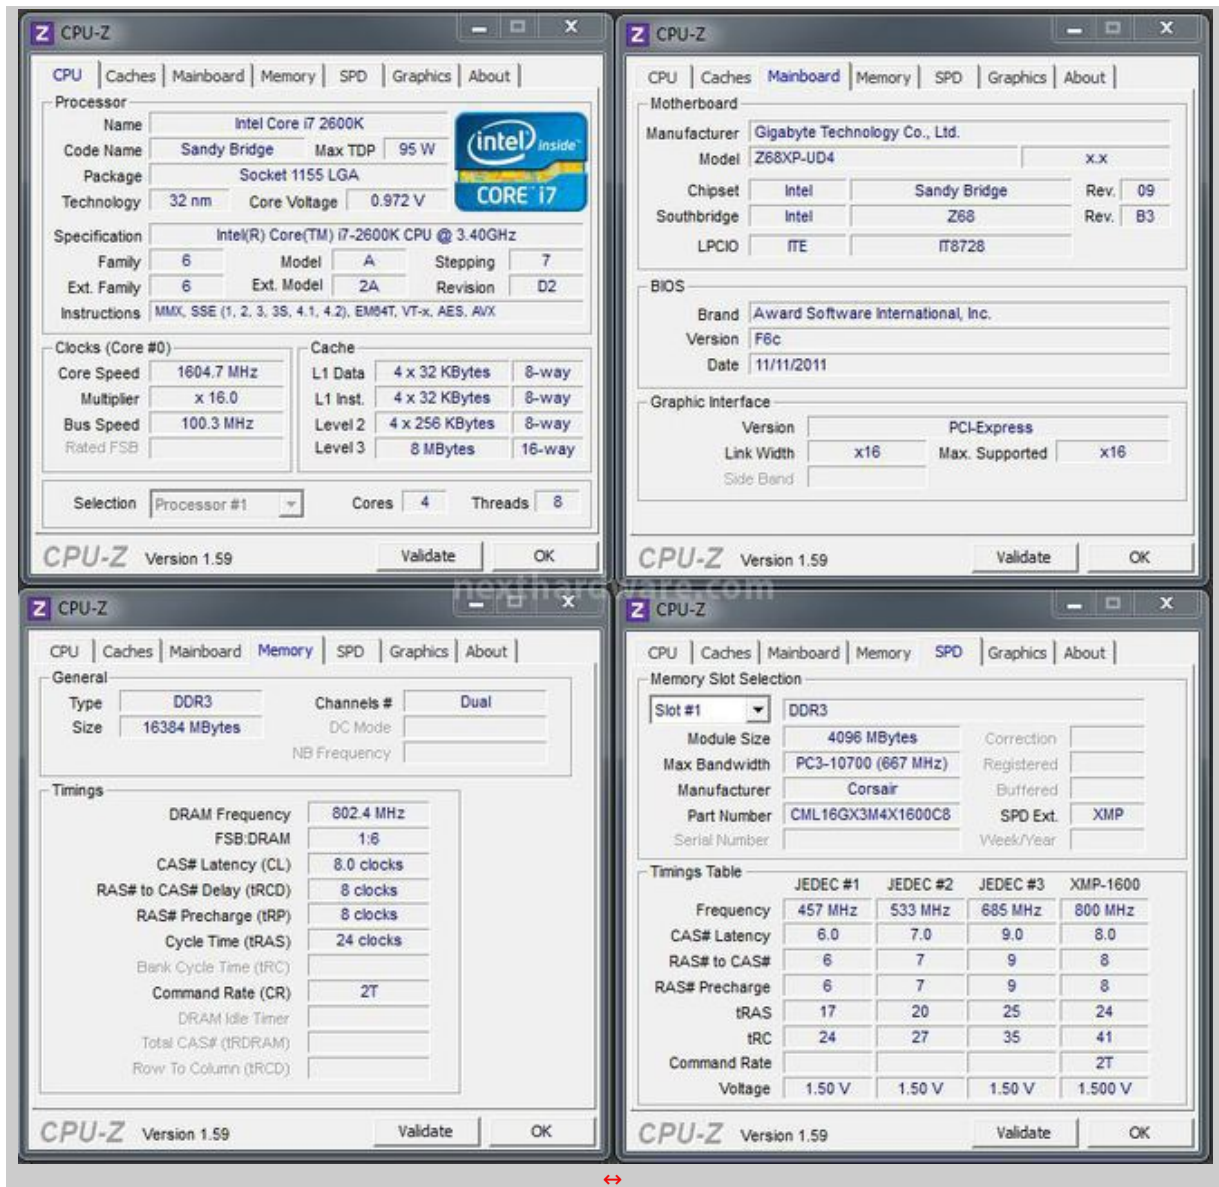 CPU-Z
CPU Caches Mainboard Memory SPD Graphics About
Processor
Name Intel Core i7 2600K
Code Name Sandy Bridge Max TDP 95 W
Package Socket 1155 LGA
Technology 32 nm Core Voltage 0.972 V
intel inside™
CORE™ i7
Specification Intel(R) Core(TM) i7-2600K CPU @ 3.40GHz
Family 6 Model A Stepping 7
Ext. Family 6 Ext. Model 2A Revision D2
Instructions MMX, SSE (1, 2, 3, 3S, 4.1, 4.2), EM64T, VT-x, AES, AVX
Clocks (Core #0)
Core Speed 1604.7 MHz
Multiplier x 16.0
Bus Speed 100.3 MHz
Rated FSB
Cache
L1 Data 4 x 32 KBytes 8-way
L1 Inst. 4 x 32 KBytes 8-way
Level 2 4 x 256 KBytes 8-way
Level 3 8 MBytes 16-way
Selection Processor #1 Cores 4 Threads 8
CPU-Z Version 1.59 Validate OK
CPU-Z
CPU Caches Mainboard Memory SPD Graphics About
Motherboard
Manufacturer Gigabyte Technology Co., Ltd.
Model Z68XP-UD4 x.x
Chipset Intel Sandy Bridge Rev. 09
Southbridge Intel Z68 Rev. B3
LPCIO ITE IT8728
BIOS
Brand Award Software International, Inc.
Version F6c
Date 11/11/2011
Graphic Interface
Version PCI-Express
Link Width x16 Max. Supported x16
Side Band
CPU-Z Version 1.59 Validate OK
nexthardware.com
CPU-Z
CPU Caches Mainboard Memory SPD Graphics About
General
Type DDR3 Channels # Dual
Size 16384 MBytes DC Mode
NB Frequency
Timings
DRAM Frequency 802.4 MHz
FSB:DRAM 1:6
CAS# Latency (CL) 8.0 clocks
RAS# to CAS# Delay (tRCD) 8 clocks
RAS# Precharge (tRP) 8 clocks
Cycle Time (tRAS) 24 clocks
Bank Cycle Time (tRC)
Command Rate (CR) 2T
DRAM Idle Timer
Total CAS# (tRDRAM)
Row To Column (tRCD)
CPU-Z Version 1.59 Validate OK
CPU-Z
CPU Caches Mainboard Memory SPD Graphics About
Memory Slot Selection
Slot #1 DDR3
Module Size 4096 MBytes Correction
Max Bandwidth PC3-10700 (667 MHz) Registered
Manufacturer Corsair Buffered
Part Number CML16GX3M4X1600C8 SPD Ext. XMP
Serial Number Week/Year
Timings Table
JEDEC #1 JEDEC #2 JEDEC #3 XMP-1600
Frequency 457 MHz 533 MHz 685 MHz 800 MHz
CAS# Latency 6.0 7.0 9.0 8.0
RAS# to CAS# 6 7 9 8
RAS# Precharge 6 7 9 8
tRAS 17 20 25 24
tRC 24 27 35 41
Command Rate 2T
Voltage 1.50 V 1.50 V 1.50 V 1.500 V
CPU-Z Version 1.59 Validate OK